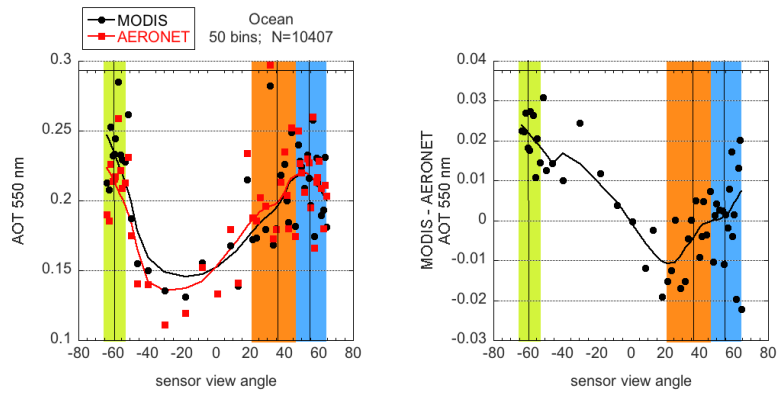 MODIS
AERONET
Ocean
50 bins; N=10407
0.3
0.25
0.2
0.15
0.1
AOT 550 nm
-80 -60 -40 -20 0 20 40 60 80
sensor view angle
0.04
0.03
0.02
0.01
0
-0.01
-0.02
-0.03
MODIS - AERONET
AOT 550 nm
-80 -60 -40 -20 0 20 40 60 80
sensor view angle